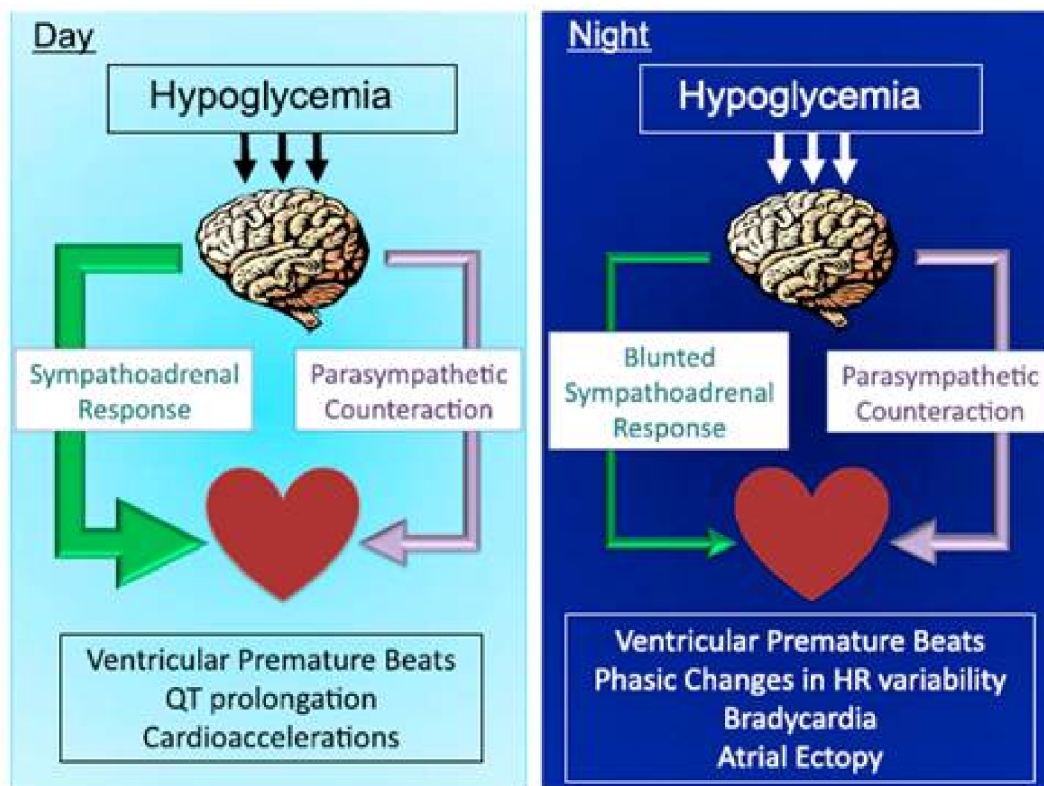 Day
Hypoglycemia
Sympathoadrenal
Response
Parasympathetic
Counteraction
Ventricular Premature Beats
QT prolongation
Cardioaccelerations
Night
Hypoglycemia
Blunted
Sympathoadrenal
Response
Parasympathetic
Counteraction
Ventricular Premature Beats
Phasic Changes in HR variability
Bradycardia
Atrial Ectopy